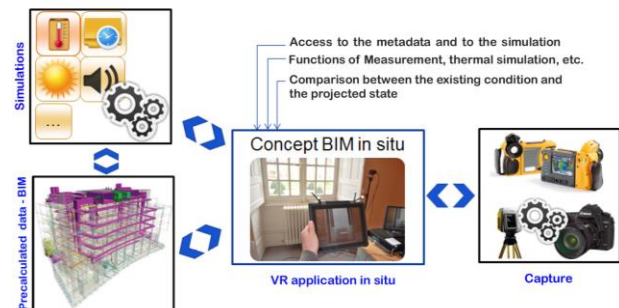 Simulations
...
Precalculated data - BIM
Access to the metadata and to the simulation
Functions of Measurement, thermal simulation, etc.
Comparison between the existing condition and
the projected state
Concept BIM in situ
VR application in situ
Capture